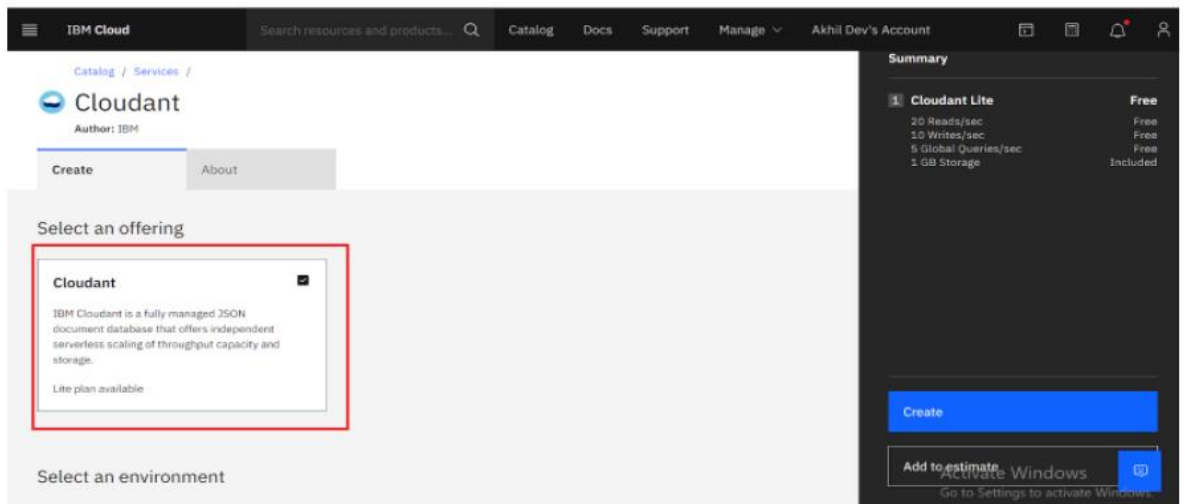 IBM Cloud
Search resources and products...
Catalog
Docs
Support
Manage
Akhil Dev's Account
Catalog / Services /
Cloudant
Author: IBM
Create
About
Select an offering
Cloudant
IBM Cloudant is a fully managed JSON
document database that offers independent
serverless scaling of throughput capacity and
storage.
Lite plan available
Select an environment
Summary
1 Cloudant Lite Free
20 Reads/sec Free
10 Writes/sec Free
5 Global Queries/sec Free
1 GB Storage Included
Create
Add to estimate
Activate Windows
Go to Settings to activate Windows.